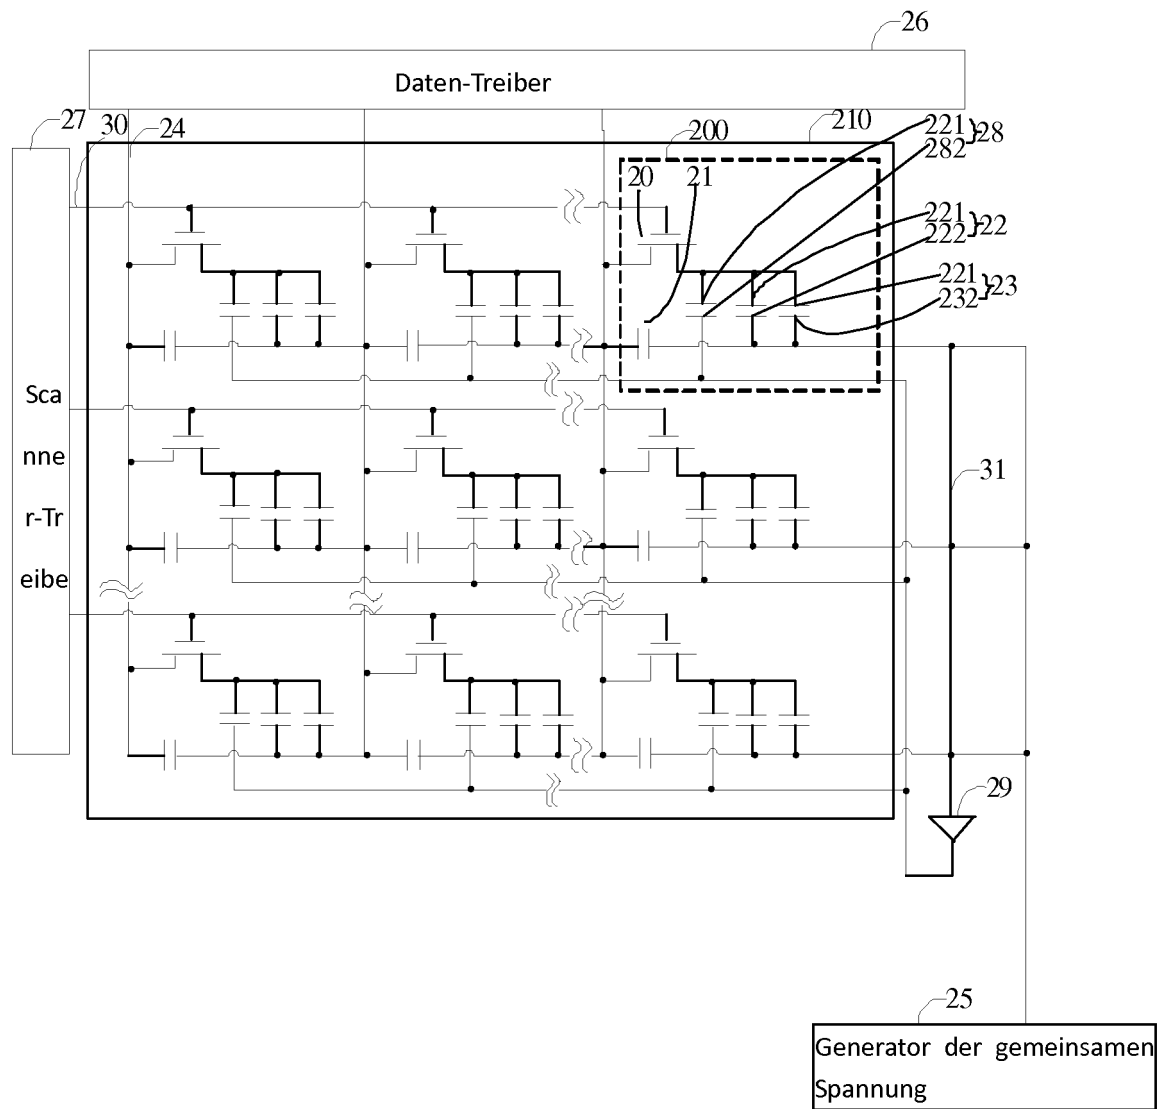 26
Daten-Treiber
27
30
24
200
210
221
282
}28
20
21
221
222
}22
221
232
}23
Sca
nne
r-Tr
eibe
31
29
25
Generator der gemeinsamen
Spannung